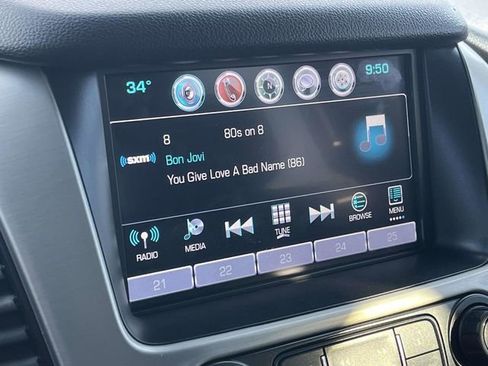 34°
N
9:50
8 80s on 8
((sxm))
Bon Jovi
You Give Love A Bad Name (86)
RADIO
MEDIA
TUNE
BROWSE
MENU
21 22 23 24 25